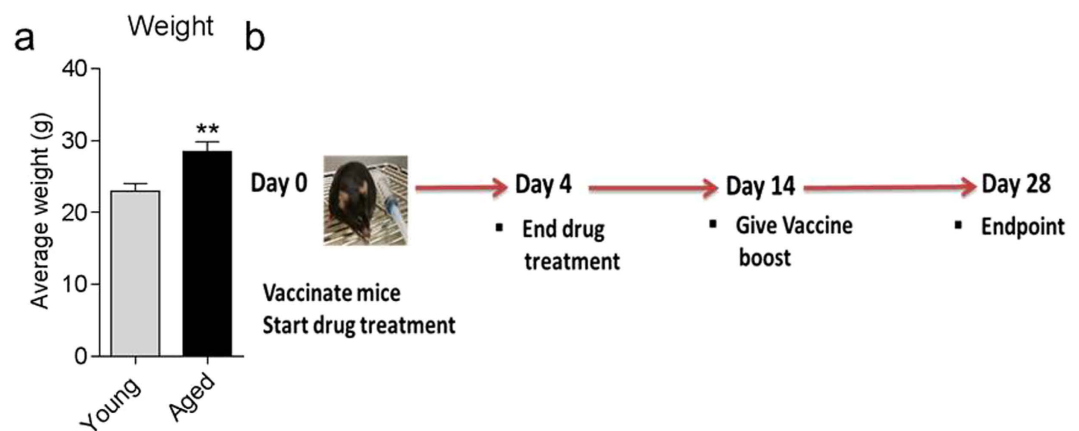 a
Weight
Average weight (g)
40
30
20
10
0
**
Young
Aged
b
Day 0
Vaccinate mice
Start drug treatment
Day 4
▪ End drug
treatment
Day 14
▪ Give Vaccine
boost
Day 28
▪ Endpoint